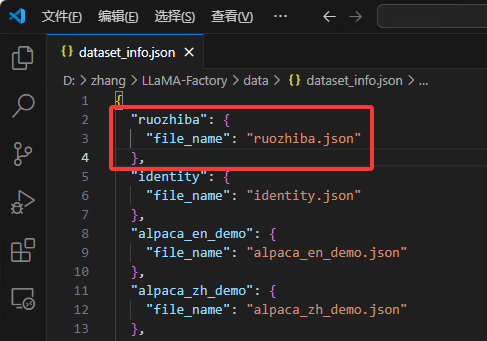 文件(F) 编辑(E) 选择(S) 查看(V) ...
{} dataset_info.json ×
D: > zhang > LLaMA-Factory > data > {} dataset_info.json > ...
1 {
2 "ruozhiba": {
3 "file_name": "ruozhiba.json"
4 },
5 "identity": {
6 "file_name": "identity.json"
7 },
8 "alpaca_en_demo": {
9 "file_name": "alpaca_en_demo.json"
10 },
11 "alpaca_zh_demo": {
12 "file_name": "alpaca_zh_demo.json"
13 },